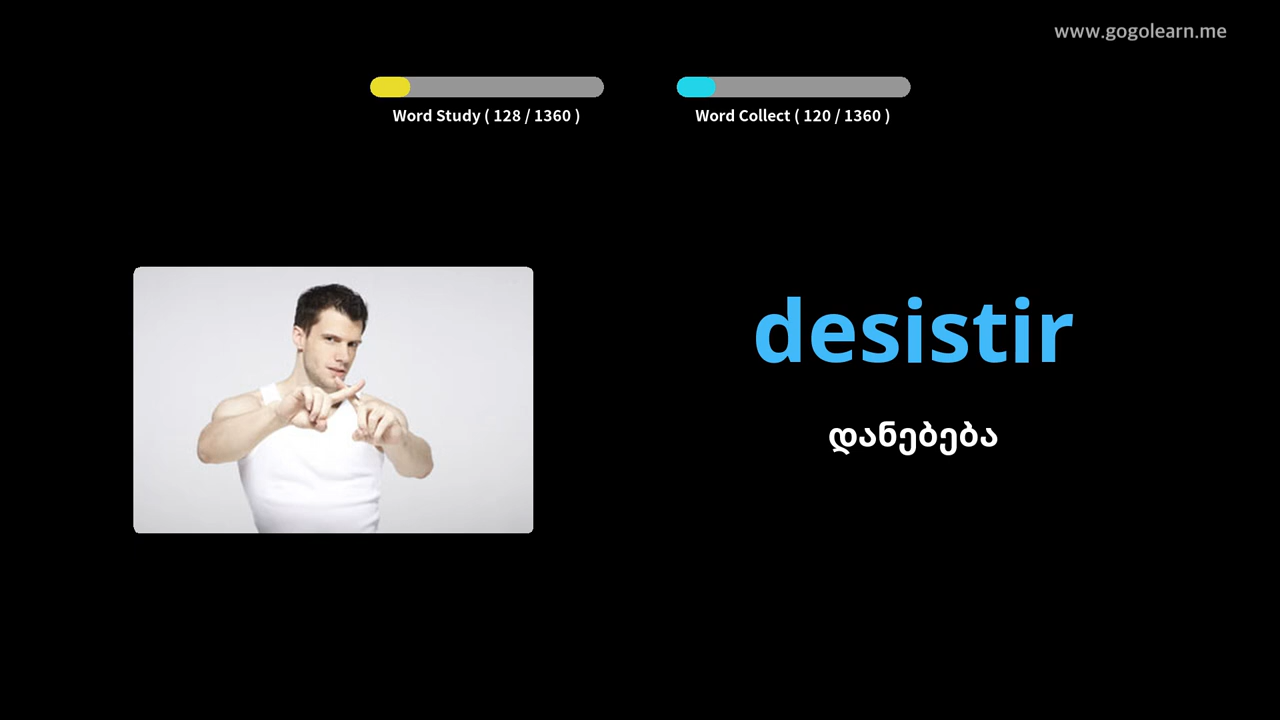 www.gogolearn.me
Word Study ( 128 / 1360 )
Word Collect ( 120 / 1360 )
desistir
დანებება